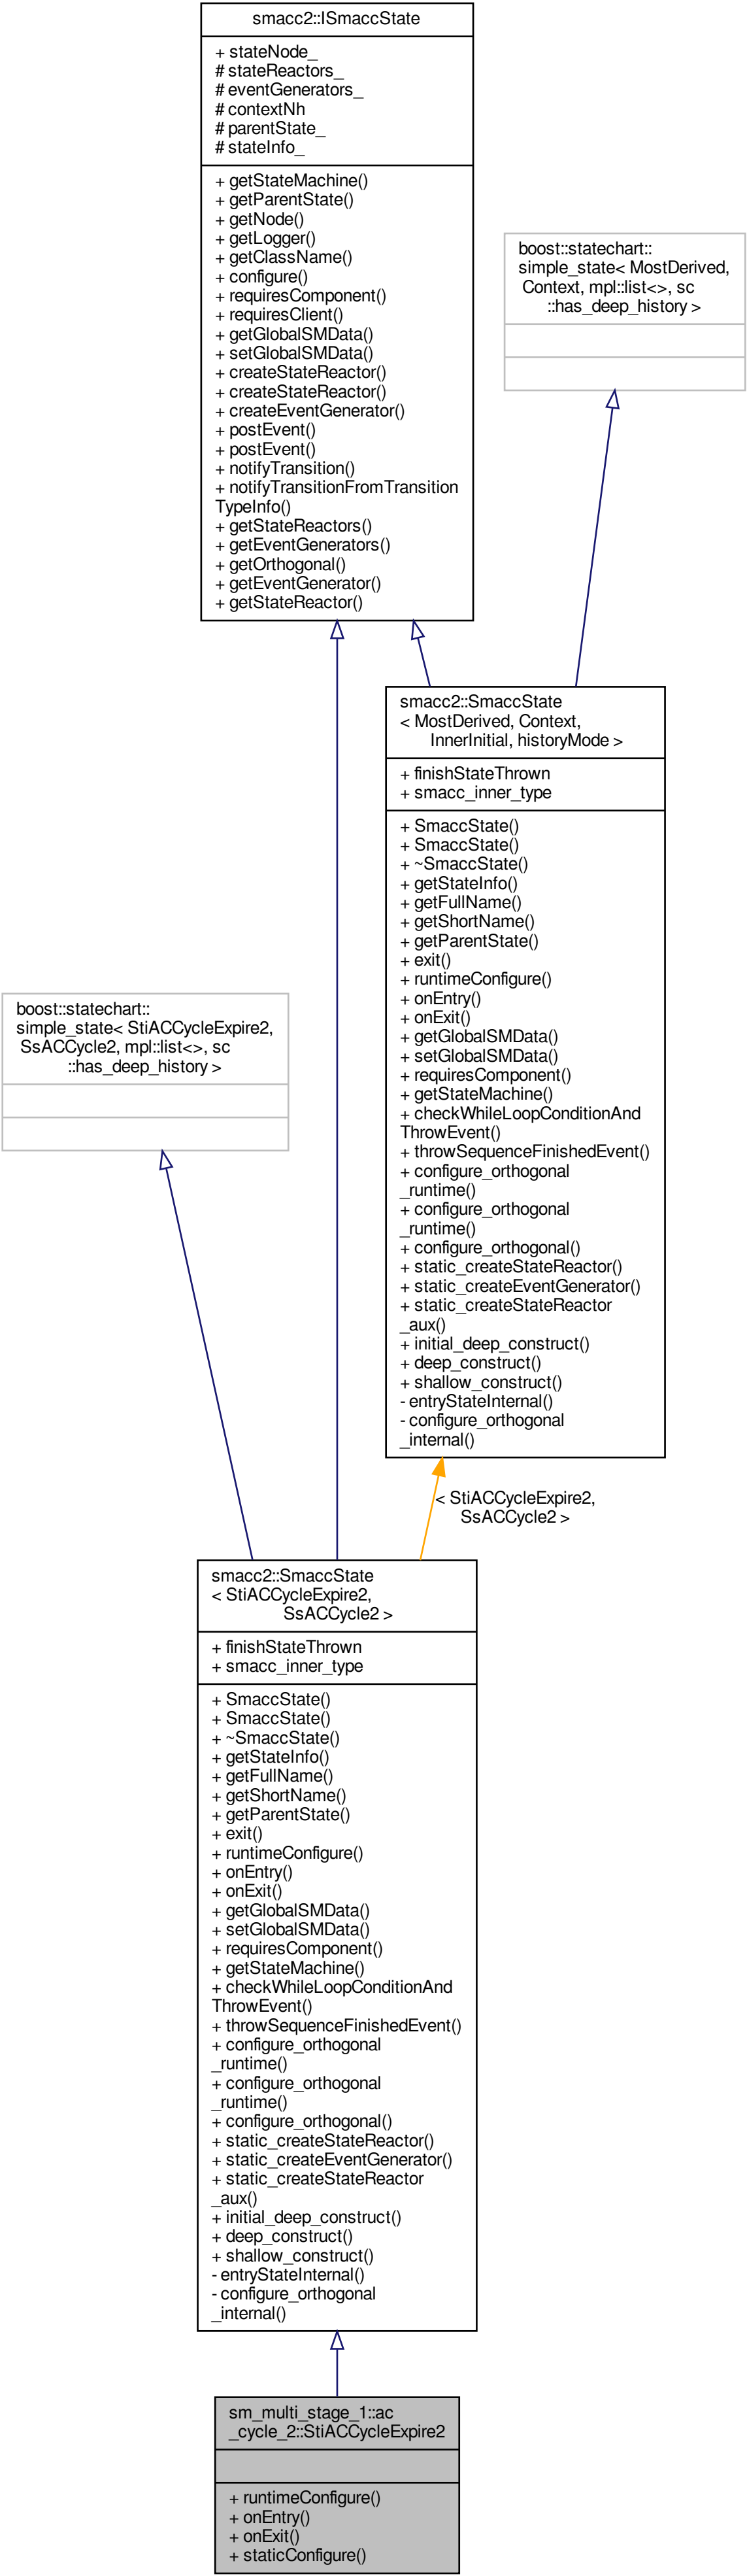 smacc2::ISmaccState
+ stateNode_
# stateReactors_
# eventGenerators_
# contextNh
# parentState_
# stateInfo_
+ getStateMachine()
+ getParentState()
+ getNode()
+ getLogger()
+ getClassName()
+ configure()
+ requiresComponent()
+ requiresClient()
+ getGlobalSMData()
+ setGlobalSMData()
+ createStateReactor()
+ createStateReactor()
+ createEventGenerator()
+ postEvent()
+ postEvent()
+ notifyTransition()
+ notifyTransitionFromTransition
TypeInfo()
+ getStateReactors()
+ getEventGenerators()
+ getOrthogonal()
+ getEventGenerator()
+ getStateReactor()
boost::statechart::
simple_state< MostDerived,
Context, mpl::list<>, sc
::has_deep_history >
smacc2::SmaccState
< MostDerived, Context,
InnerInitial, historyMode >
+ finishStateThrown
+ smacc_inner_type
+ SmaccState()
+ SmaccState()
+ ~SmaccState()
+ getStateInfo()
+ getFullName()
+ getShortName()
+ getParentState()
+ exit()
+ runtimeConfigure()
+ onEntry()
+ onExit()
+ getGlobalSMData()
+ setGlobalSMData()
+ requiresComponent()
+ getStateMachine()
+ checkWhileLoopConditionAnd
ThrowEvent()
+ throwSequenceFinishedEvent()
+ configure_orthogonal
_runtime()
+ configure_orthogonal
_runtime()
+ configure_orthogonal()
+ static_createStateReactor()
+ static_createEventGenerator()
+ static_createStateReactor
_aux()
+ initial_deep_construct()
+ deep_construct()
+ shallow_construct()
- entryStateInternal()
- configure_orthogonal
_internal()
boost::statechart::
simple_state< StiACCycleExpire2,
SsACCycle2, mpl::list<>, sc
::has_deep_history >
< StiACCycleExpire2,
SsACCycle2 >
smacc2::SmaccState
< StiACCycleExpire2,
SsACCycle2 >
+ finishStateThrown
+ smacc_inner_type
+ SmaccState()
+ SmaccState()
+ ~SmaccState()
+ getStateInfo()
+ getFullName()
+ getShortName()
+ getParentState()
+ exit()
+ runtimeConfigure()
+ onEntry()
+ onExit()
+ getGlobalSMData()
+ setGlobalSMData()
+ requiresComponent()
+ getStateMachine()
+ checkWhileLoopConditionAnd
ThrowEvent()
+ throwSequenceFinishedEvent()
+ configure_orthogonal
_runtime()
+ configure_orthogonal
_runtime()
+ configure_orthogonal()
+ static_createStateReactor()
+ static_createEventGenerator()
+ static_createStateReactor
_aux()
+ initial_deep_construct()
+ deep_construct()
+ shallow_construct()
- entryStateInternal()
- configure_orthogonal
_internal()
sm_multi_stage_1::ac
_cycle_2::StiACCycleExpire2
+ runtimeConfigure()
+ onEntry()
+ onExit()
+ staticConfigure()